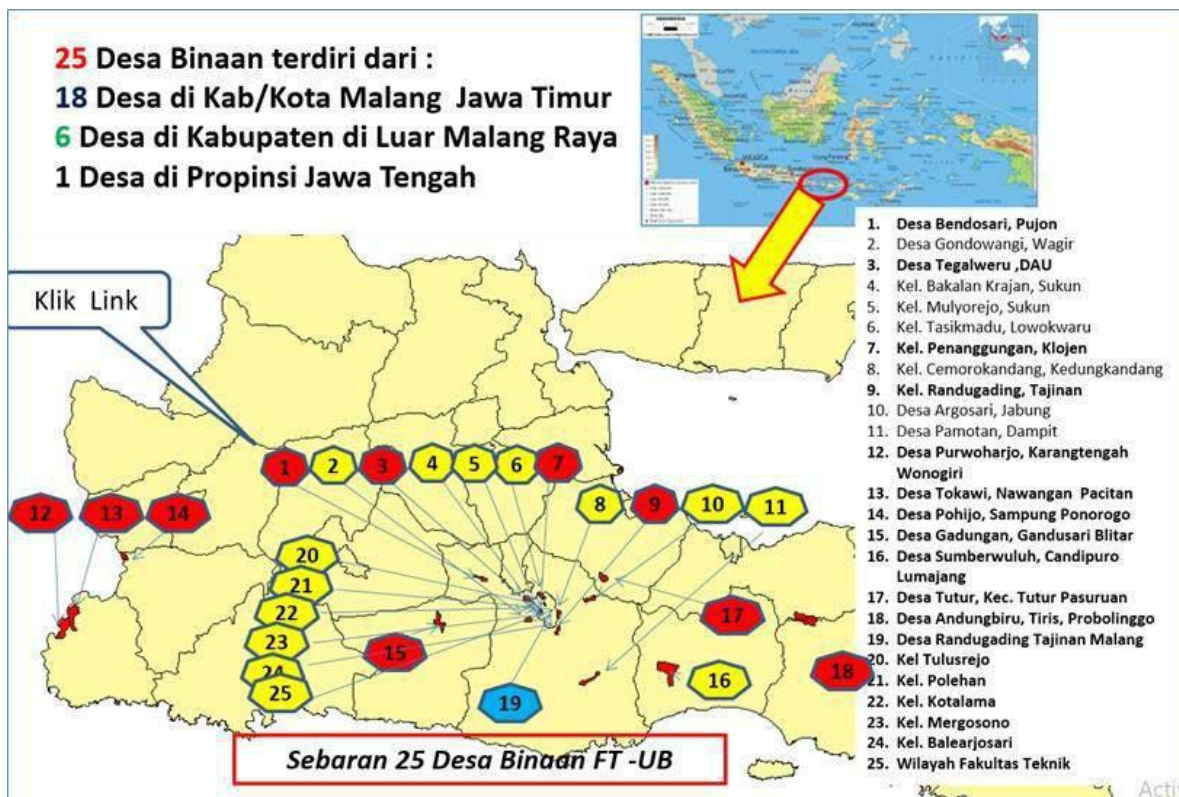 25 Desa Binaan terdiri dari :
18 Desa di Kab/Kota Malang Jawa Timur
6 Desa di Kabupaten di Luar Malang Raya
1 Desa di Propinsi Jawa Tengah
Klik Link
1. Desa Bendosari, Pujon
2. Desa Gondowangi, Wagir
3. Desa Tegalweru ,DAU
4. Kel. Bakalan Krajan, Sukun
5. Kel. Mulyorejo, Sukun
6. Kel. Tasikmadu, Lowokwaru
7. Kel. Penanggungan, Klojen
8. Kel. Cemorokandang, Kedungkandang
9. Kel. Randugading, Tajinan
10. Desa Argosari, Jabung
11. Desa Pamotan, Dampit
12. Desa Purwoharjo, Karangtengah
Wonogiri
13. Desa Tokawi, Nawangan Pacitan
14. Desa Pohijo, Sampung Ponorogo
15. Desa Gadungan, Gandusari Blitar
16. Desa Sumberwuluh, Candipuro
Lumajang
17. Desa Tutur, Kec. Tutur Pasuruan
18. Desa Andungbiru, Tiris, Probolinggo
19. Desa Randugading Tajinan Malang
20. Kel Tulusrejo
21. Kel. Polehan
22. Kel. Kotalama
23. Kel. Mergosono
24. Kel. Balearjosari
25. Wilayah Fakultas Teknik
1 2 3 4 5 6 7
12 13 14 8 9 10 11
20
21
22
23
24
25
15
17
16
18
19
Sebaran 25 Desa Binaan FT -UB